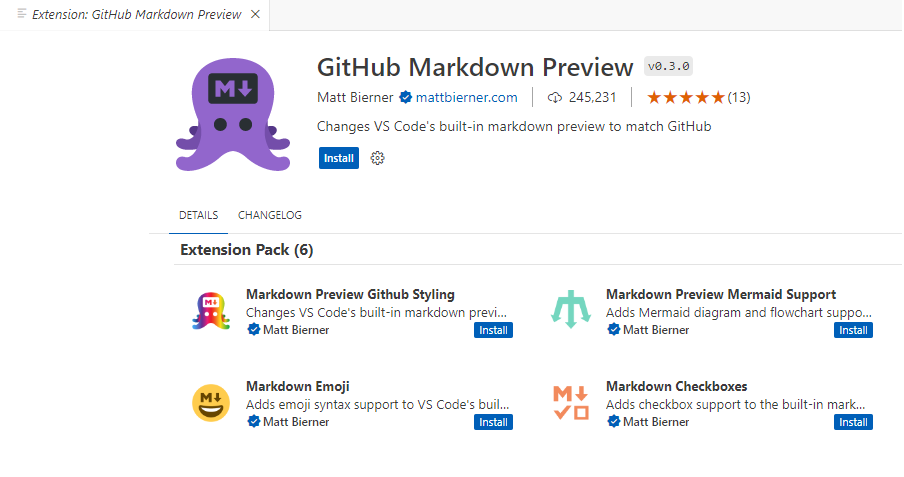 Extension: GitHub Markdown Preview
M
GitHub Markdown Preview v0.3.0
Matt Bierner mattbierner.com 245,231 (13)
Changes VS Code's built-in markdown preview to match GitHub
Install
DETAILS CHANGELOG
Extension Pack (6)
M
Markdown Preview Github Styling
Changes VS Code's built-in markdown previ...
Matt Bierner Install
Markdown Preview Mermaid Support
Adds Mermaid diagram and flowchart suppo...
Matt Bierner Install
M
Markdown Emoji
Adds emoji syntax support to VS Code's buil...
Matt Bierner Install
M
Markdown Checkboxes
Adds checkbox support to the built-in mark...
Matt Bierner Install